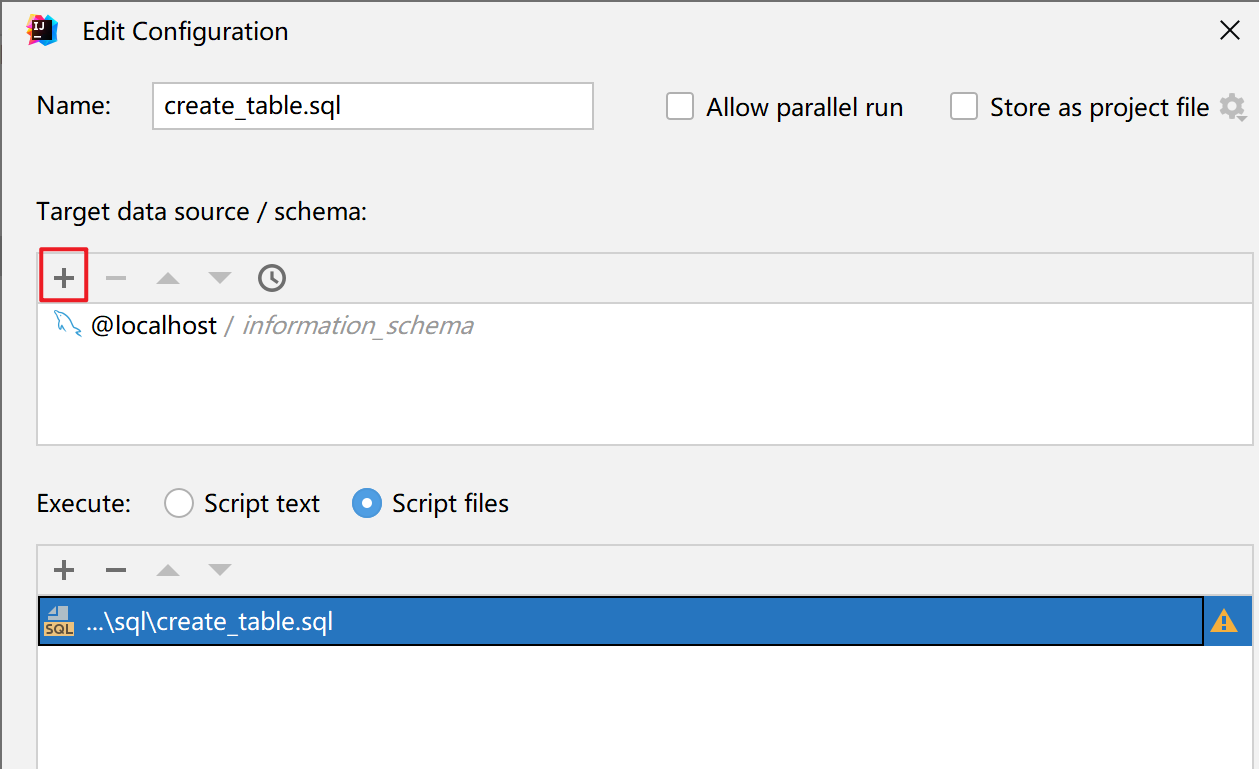 IJ
Edit Configuration
Name: create_table.sql Allow parallel run Store as project file
Target data source / schema:
@localhost / information_schema
Execute: Script text Script files
SQL ...\sql\create_table.sql